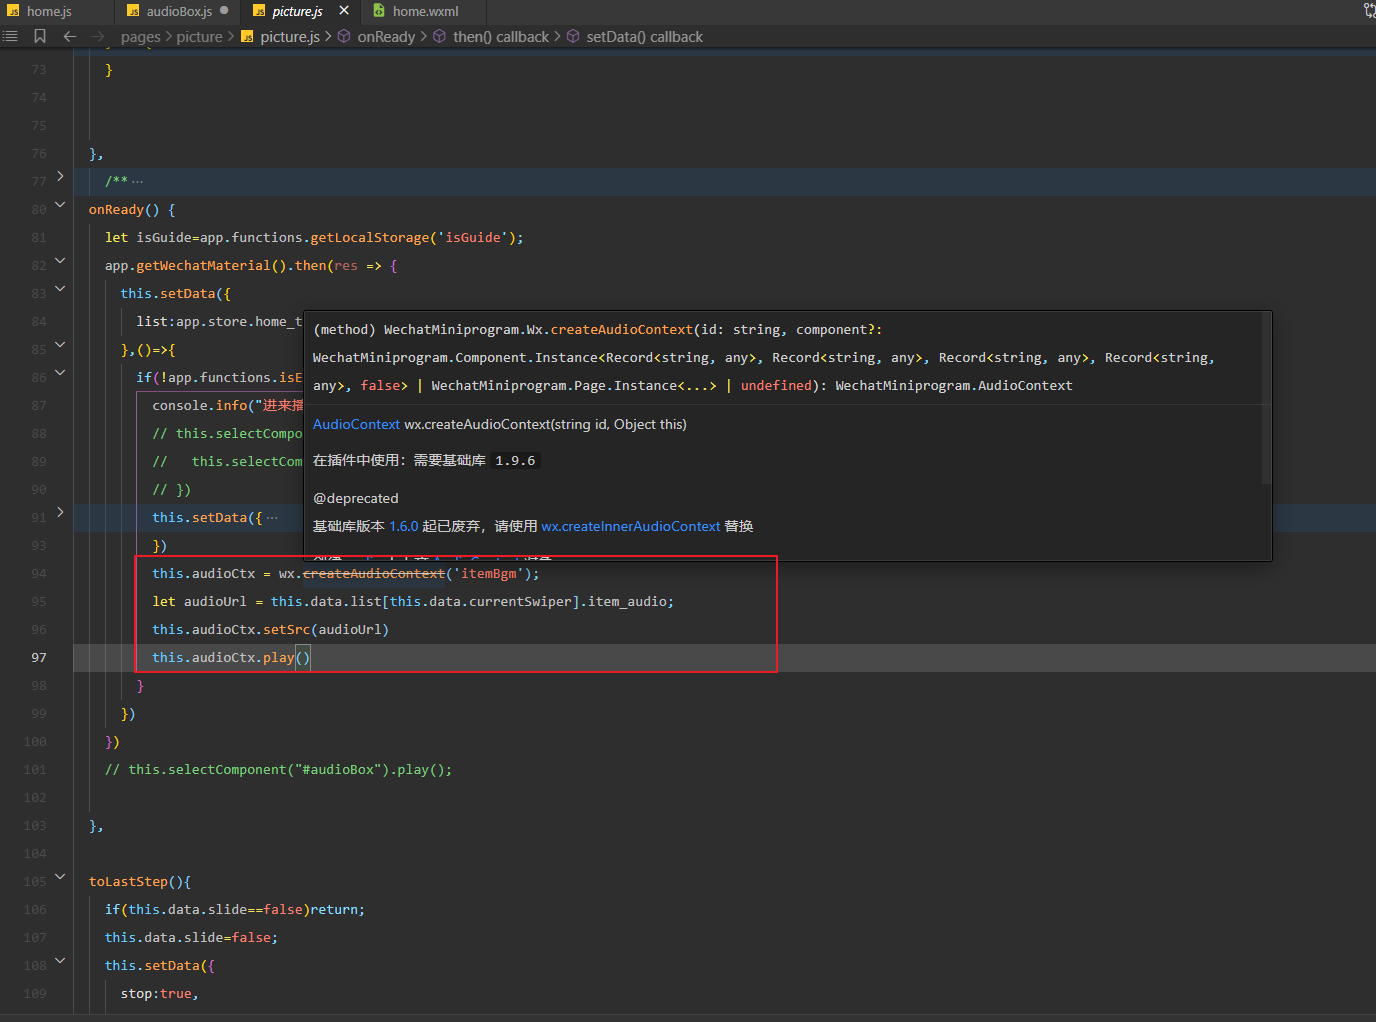 home.js audioBox.js picture.js home.wxml
pages > picture > picture.js > onReady > then() callback > setData() callback
73 }
74
75
76 },
77 /** ···
80 onReady() {
81 let isGuide=app.functions.getLocalStorage('isGuide');
82 app.getWechatMaterial().then(res => {
83 this.setData({
84 list:app.store.home_t
85 },()=>{
86 if(!app.functions.isE
87 console.info("进来播
88 // this.selectCompo
89 //   this.selectCom
90 // })
91 this.setData({ ···
93 })
94 this.audioCtx = wx.createAudioContext('itemBgm');
95 let audioUrl = this.data.list[this.data.currentSwiper].item_audio;
96 this.audioCtx.setSrc(audioUrl)
97 this.audioCtx.play()
98 }
99 })
100 })
101 // this.selectComponent("#audioBox").play();
102
103 },
104
105 toLastStep(){
106 if(this.data.slide==false)return;
107 this.data.slide=false;
108 this.setData({
109 stop:true,
(method) WechatMiniprogram.Wx.createAudioContext(id: string, component?:
WechatMiniprogram.Component.Instance<Record<string, any>, Record<string, any>, Record<string, any>, Record<string,
any>, false> | WechatMiniprogram.Page.Instance<...> | undefined): WechatMiniprogram.AudioContext
AudioContext wx.createAudioContext(string id, Object this)
在插件中使用：需要基础库 1.9.6
@deprecated
基础库版本 1.6.0 起已废弃，请使用 wx.createInnerAudioContext 替换